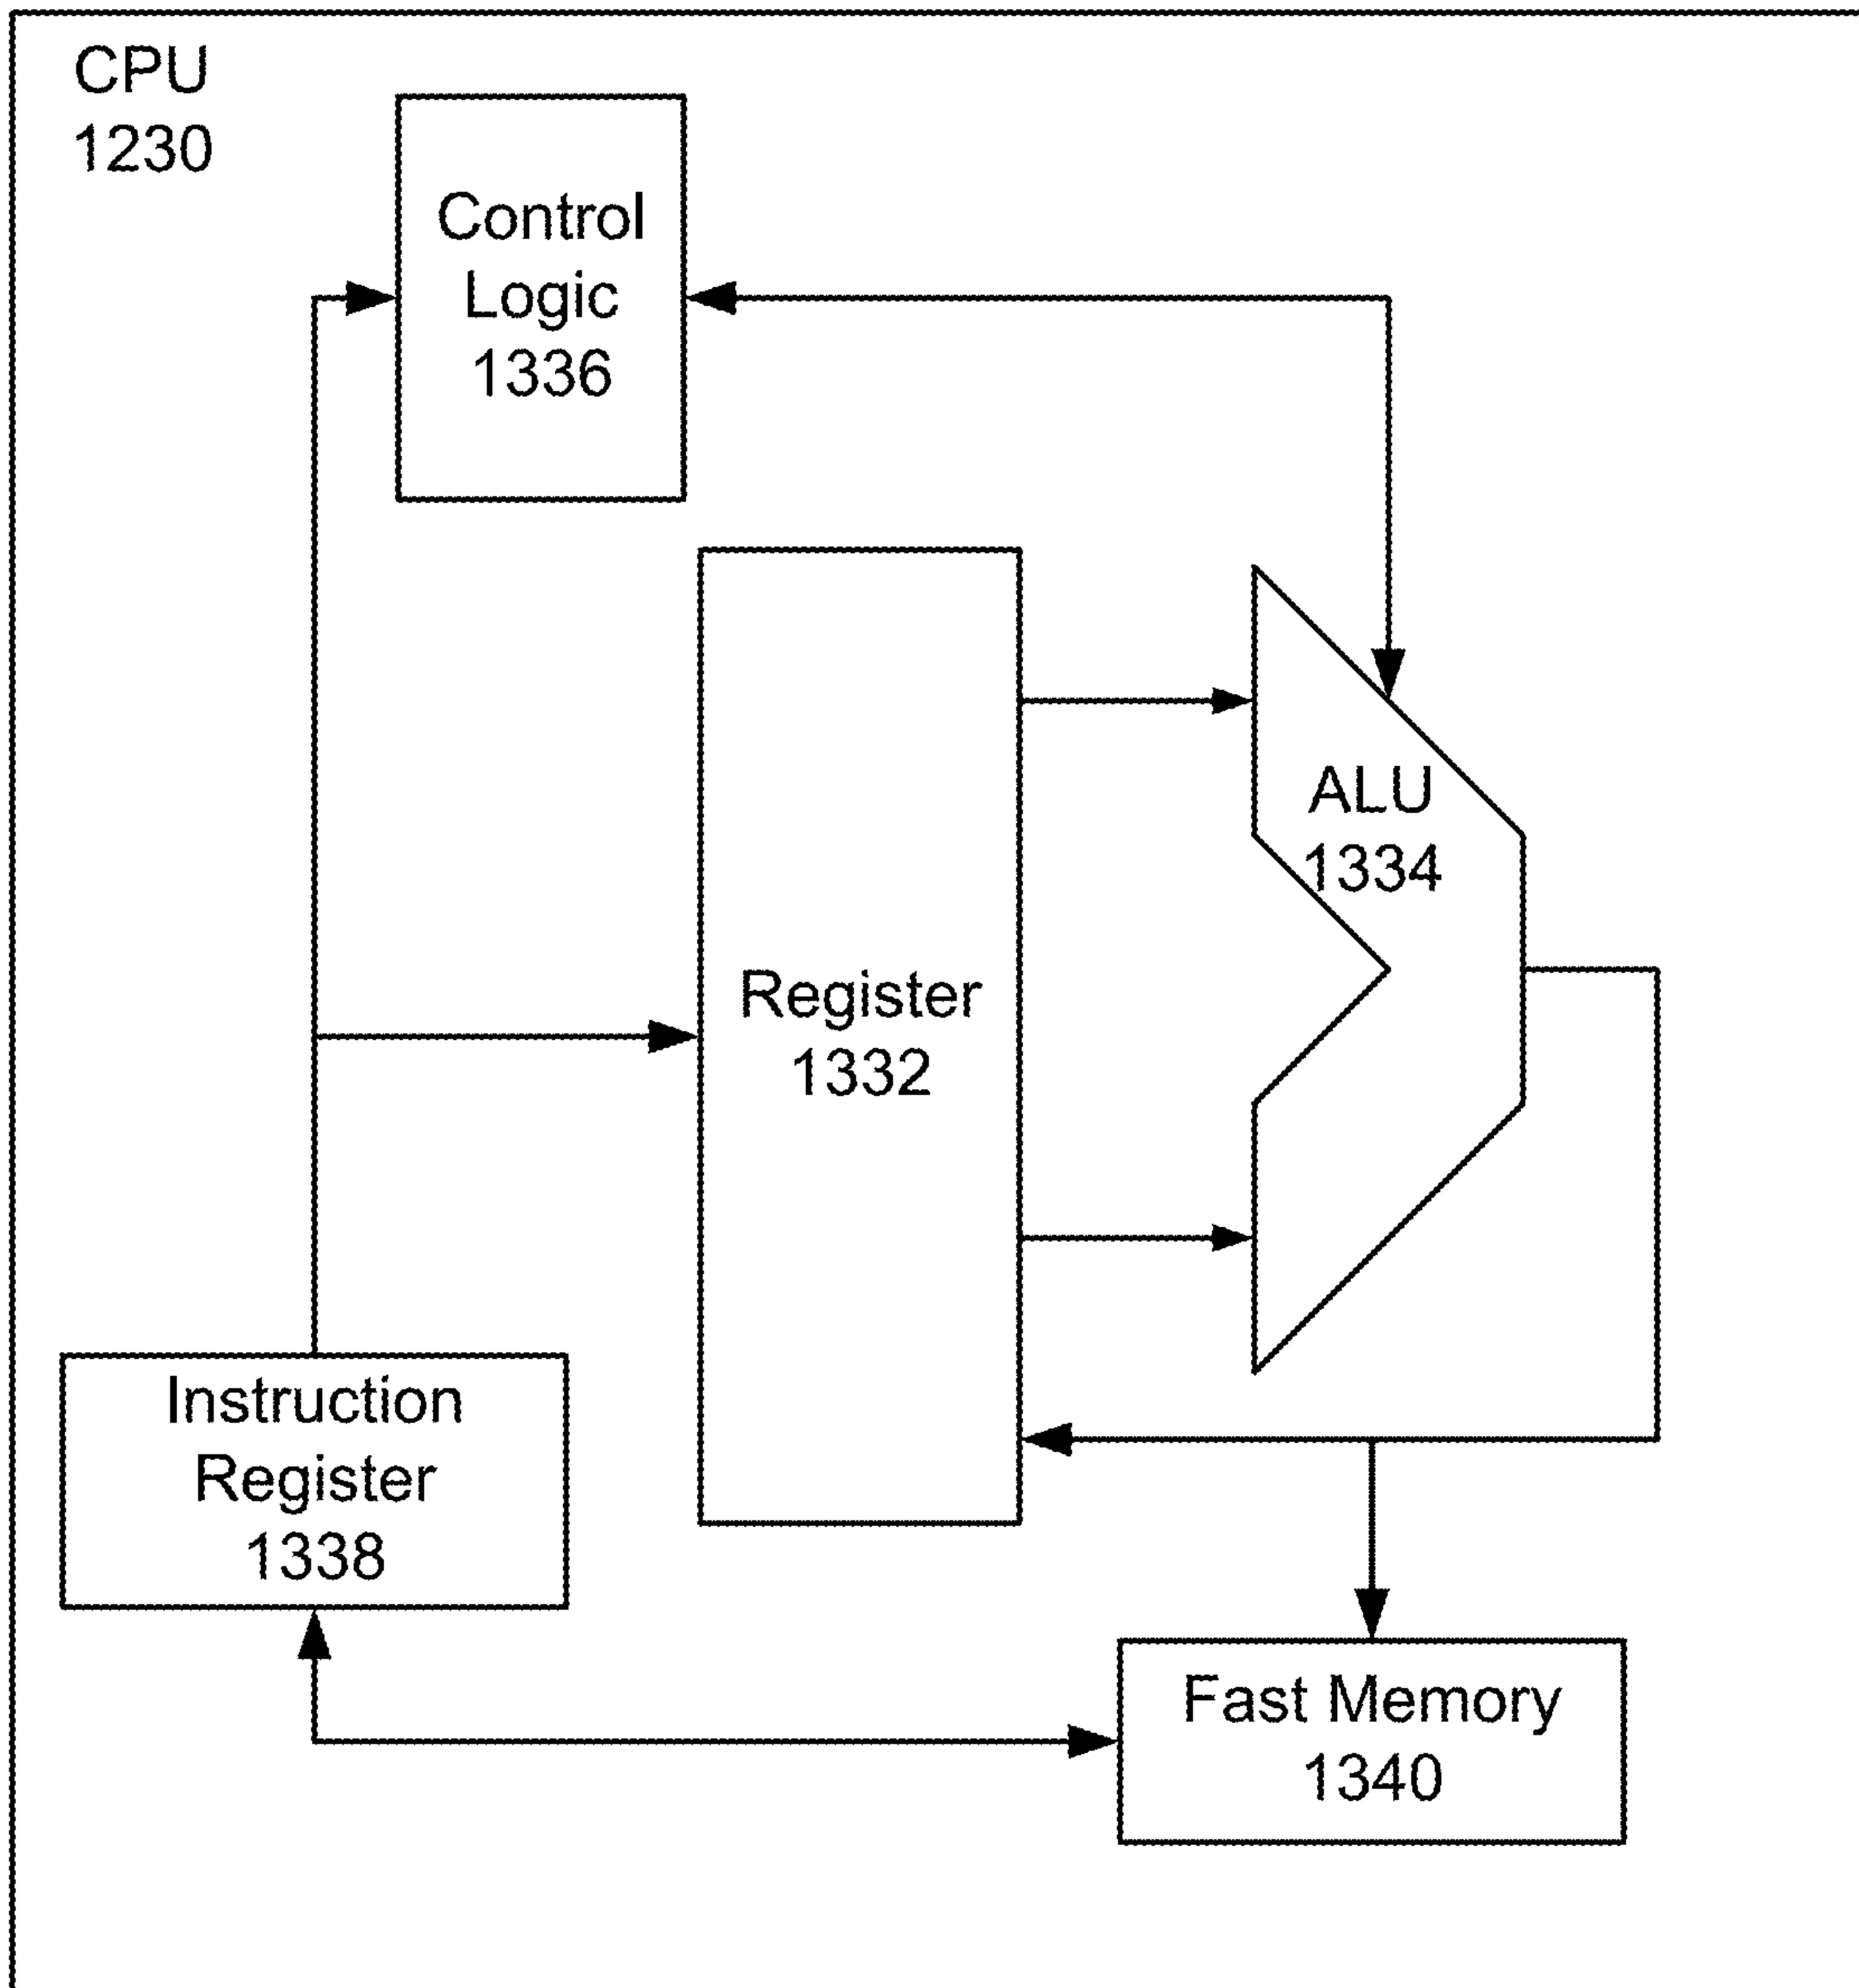 CPU
1230
Control
Logic
1336
ALU
1334
Register
1332
Instruction
Register
1338
Fast Memory
1340